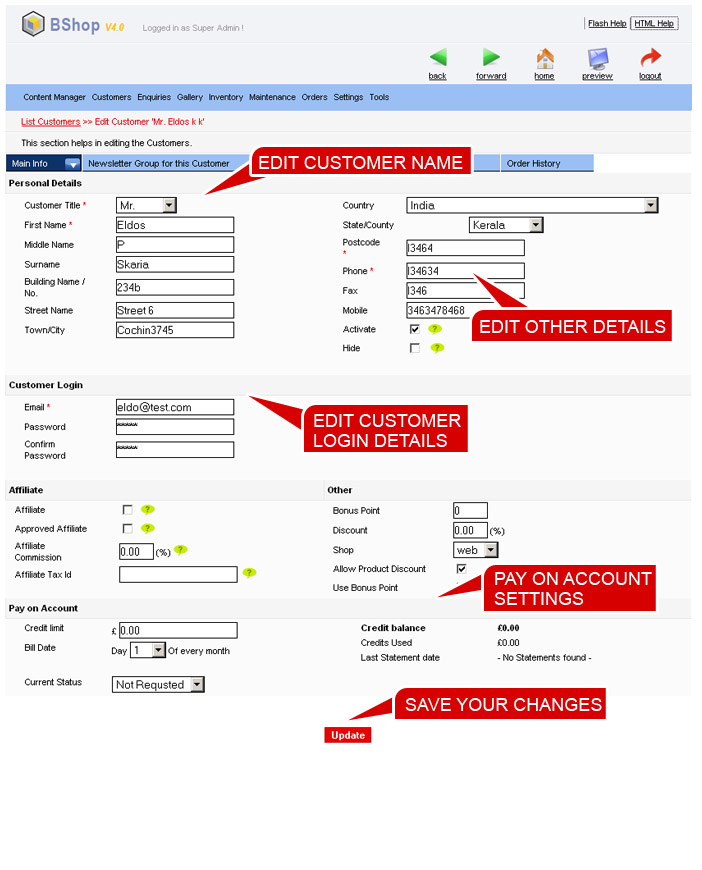 BShop V4.0 Logged in as Super Admin ! Flash Help HTML Help
back forward home preview logout
Content Manager Customers Enquiries Gallery Inventory Maintenance Orders Settings Tools
List Customers >> Edit Customer 'Mr. Eldos k k'
This section helps in editing the Customers.
Main Info Newsletter Group for this Customer Order History
EDIT CUSTOMER NAME
Personal Details
Customer Title * Mr. Country India
First Name * Eldos State/County Kerala
Middle Name P Postcode * l3464
Surname Skaria Phone * l34634
Building Name / No. 234b Fax l346
Street Name Street 6 Mobile 3463478468
Town/City Cochin3745 Activate ?
Hide ?
EDIT OTHER DETAILS
Customer Login
Email * eldo@test.com
Password *****
Confirm Password *****
EDIT CUSTOMER
LOGIN DETAILS
Affiliate Other
Affiliate ? Bonus Point 0
Approved Affiliate ? Discount 0.00 (%)
Affiliate Commission 0.00 (%) ? Shop web
Affiliate Tax Id ? Allow Product Discount
Use Bonus Point
PAY ON ACCOUNT
SETTINGS
Pay on Account
Credit limit £ 0.00 Credit balance £0.00
Bill Date Day 1 Of every month Credits Used £0.00
Last Statement date - No Statements found -
Current Status Not Requsted
SAVE YOUR CHANGES
Update